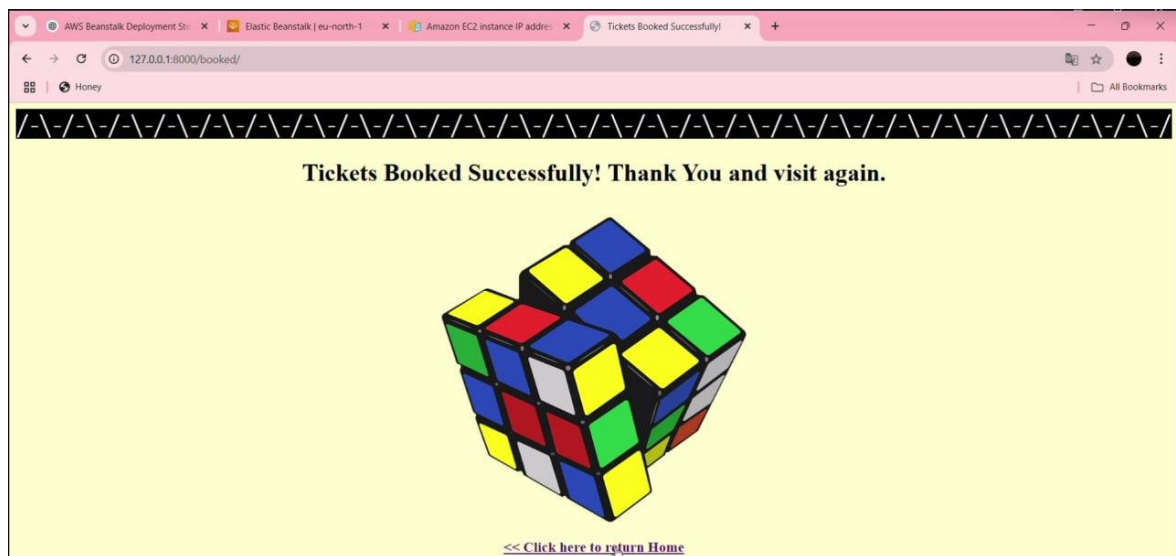 AWS Beanstalk Deployment Ste
Elastic Beanstalk | eu-north-1
Amazon EC2 instance IP addres
Tickets Booked Successfully!
127.0.0.1:8000/booked/
Honey
All Bookmarks
/-\-/-\-/-\-/-\-/-\-/-\-/-\-/-\-/-\-/-\-/-\-/-\-/-\-/-\-/-\-/-\-/-\-/-\-/-\-/-\-/-\-/-\-/
Tickets Booked Successfully! Thank You and visit again.
<< Click here to return Home